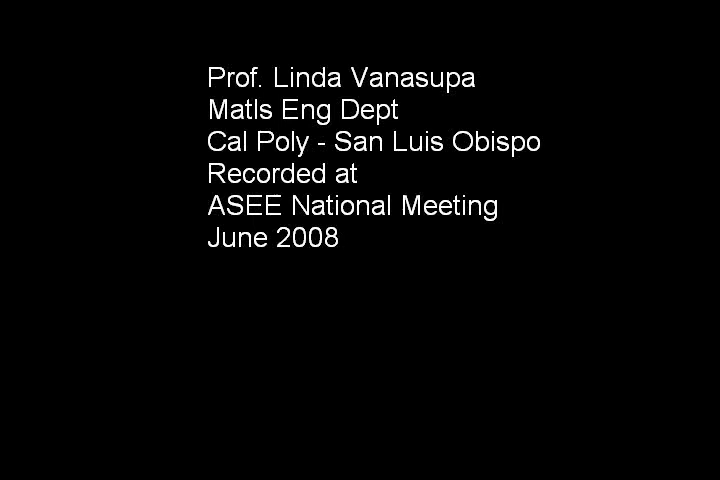 Prof. Linda Vanasupa
Matls Eng Dept
Cal Poly - San Luis Obispo
Recorded at
ASEE National Meeting
June 2008